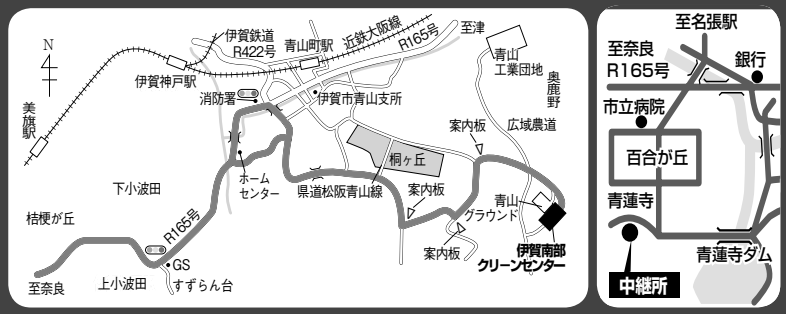 N
伊賀鉄道
R422号
青山町駅
近鉄大阪線
R165号
至津
青山
工業団地
奥鹿野
伊賀神戸駅
消防署
伊賀市青山支所
美旗駅
案内板
広域農道
桐ヶ丘
ホーム
センター
県道松阪青山線
案内板
青山
グラウンド
下小波田
桔梗が丘
R165号
案内板
伊賀南部
クリーンセンター
GS
至奈良
上小波田
すずらん台
至名張駅
至奈良
R165号
銀行
市立病院
百合が丘
青蓮寺
青蓮寺ダム
中継所